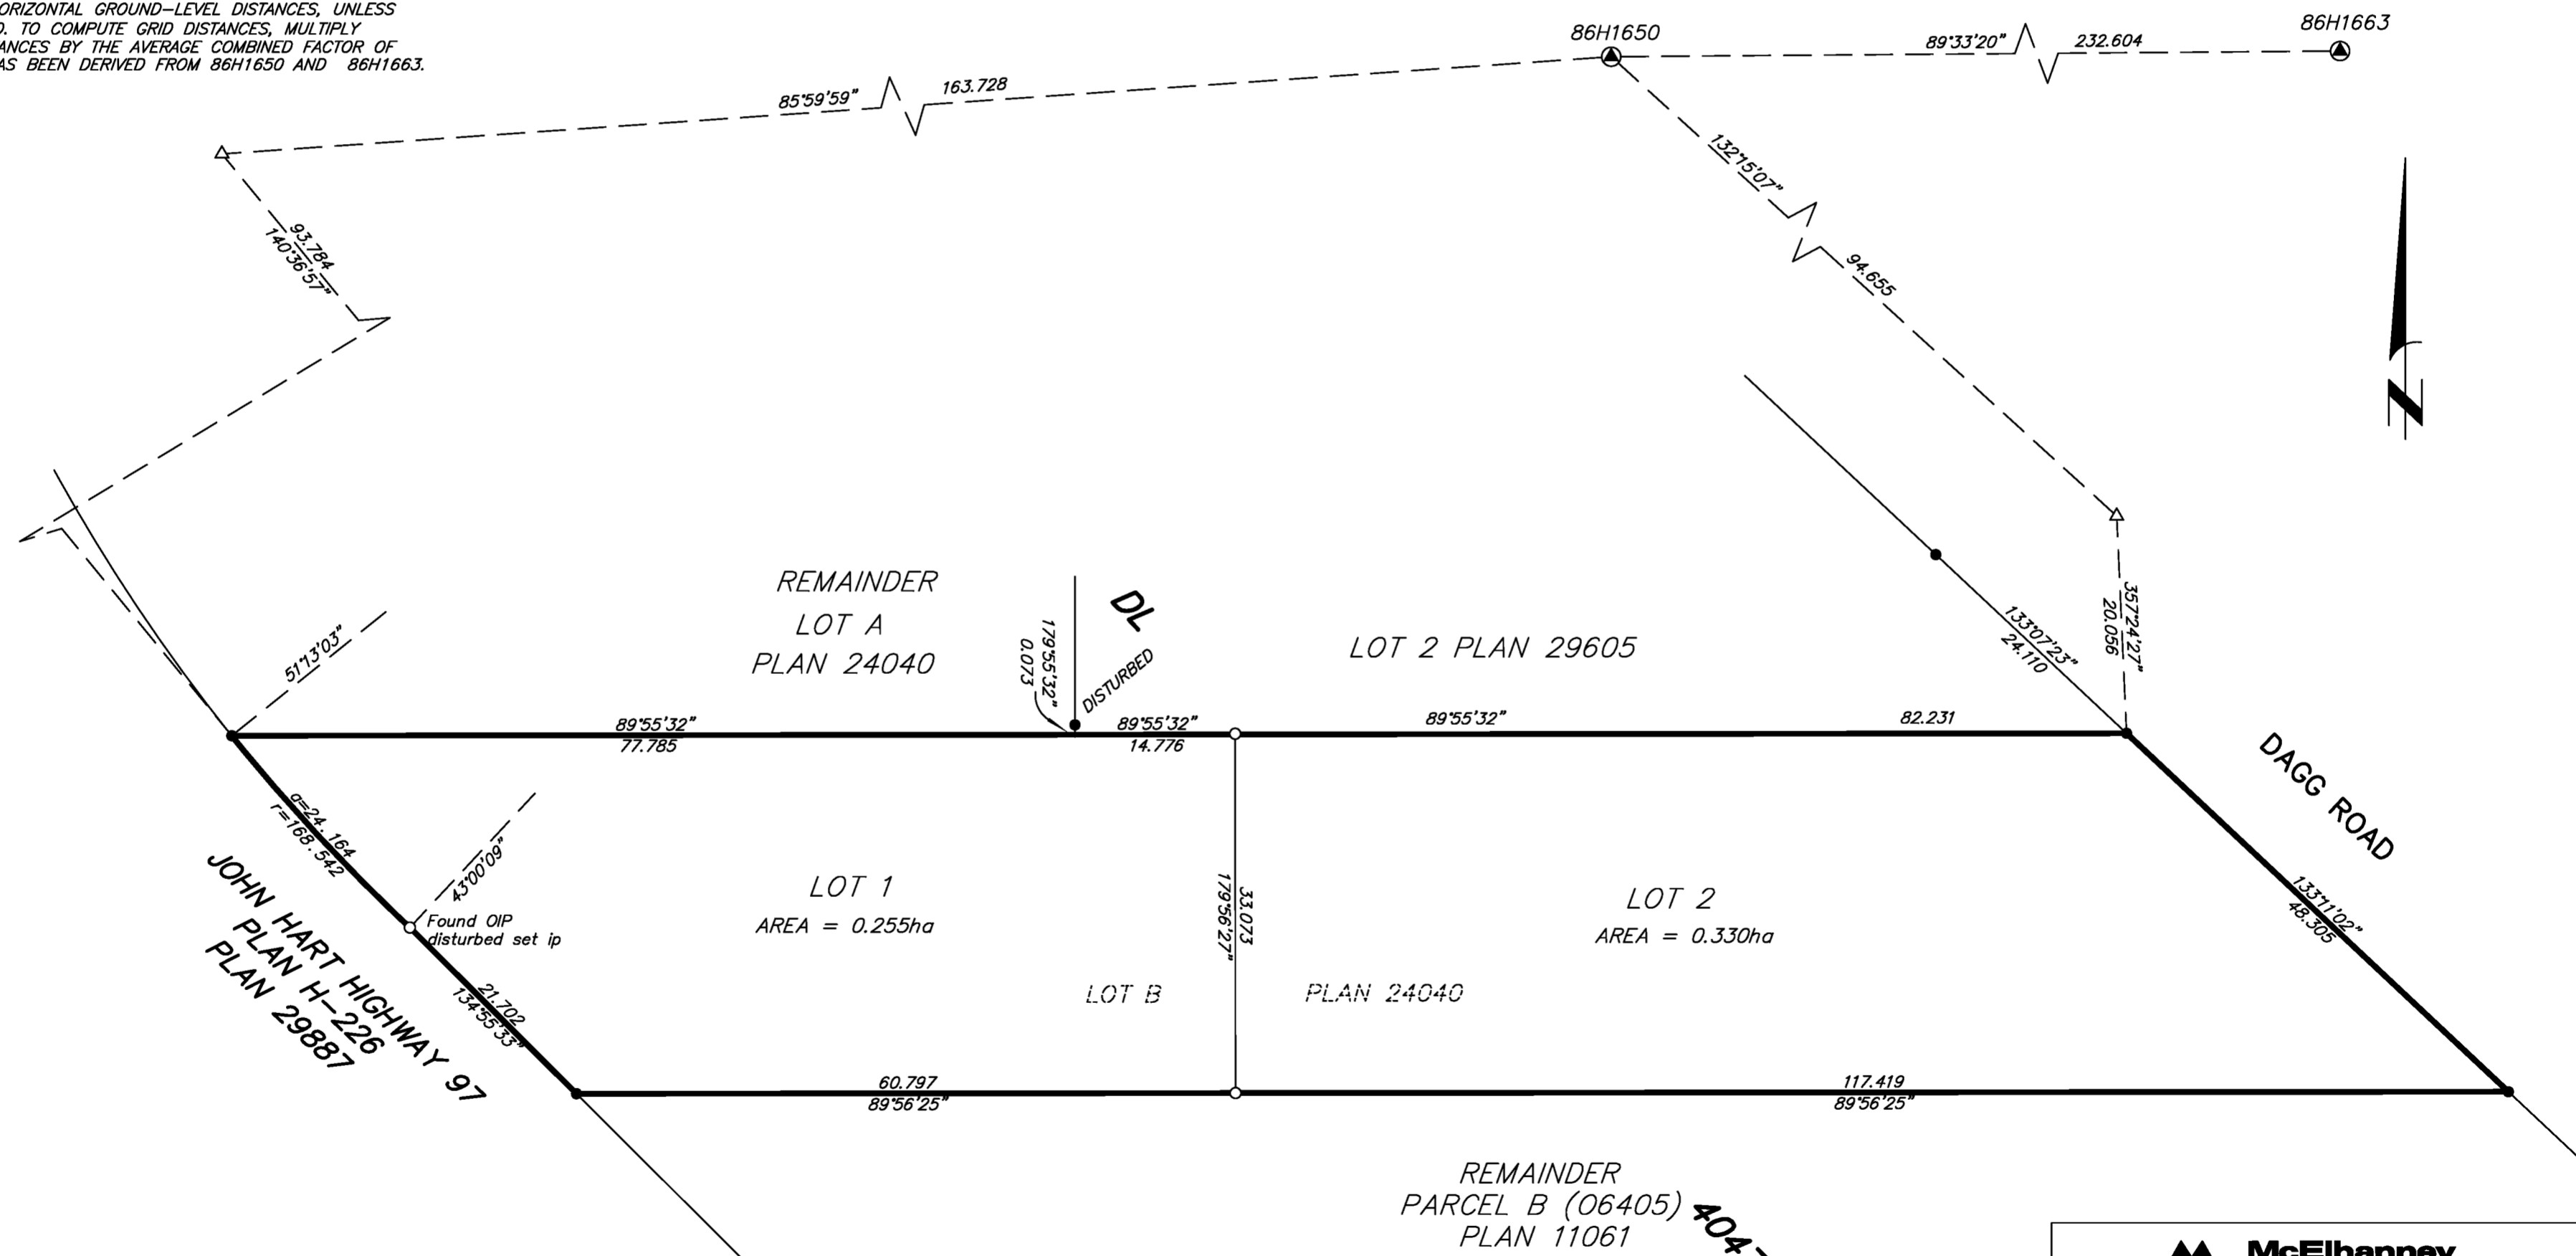 ORIZONTAL GROUND-LEVEL DISTANCES, UNLESS
. TO COMPUTE GRID DISTANCES, MULTIPLY
ANCES BY THE AVERAGE COMBINED FACTOR OF
AS BEEN DERIVED FROM 86H1650 AND 86H1663.
86H1650
86H1663
89°33'20"
232.604
85°59'59"
163.728
132°15'07"
94.655
93.784
140°36'57"
357°24'27"
20.056
133°07'23"
24.110
REMAINDER
LOT A
PLAN 24040
DL
179°55'32"
0.073
DISTURBED
LOT 2 PLAN 29605
51°13'03"
89°55'32"
77.785
89°55'32"
14.776
89°55'32"
82.231
DAGG ROAD
a=24.164
r=168.542
43°00'09"
Found OIP
disturbed set ip
LOT 1
AREA = 0.255ha
33.073
179°56'27"
LOT 2
AREA = 0.330ha
133°11'02"
48.305
JOHN HART HIGHWAY 97
PLAN H-226
PLAN 29887
21.702
134°55'33"
LOT B
PLAN 24040
60.797
89°56'25"
117.419
89°56'25"
REMAINDER
PARCEL B (06405)
PLAN 11061
404
McElhanney